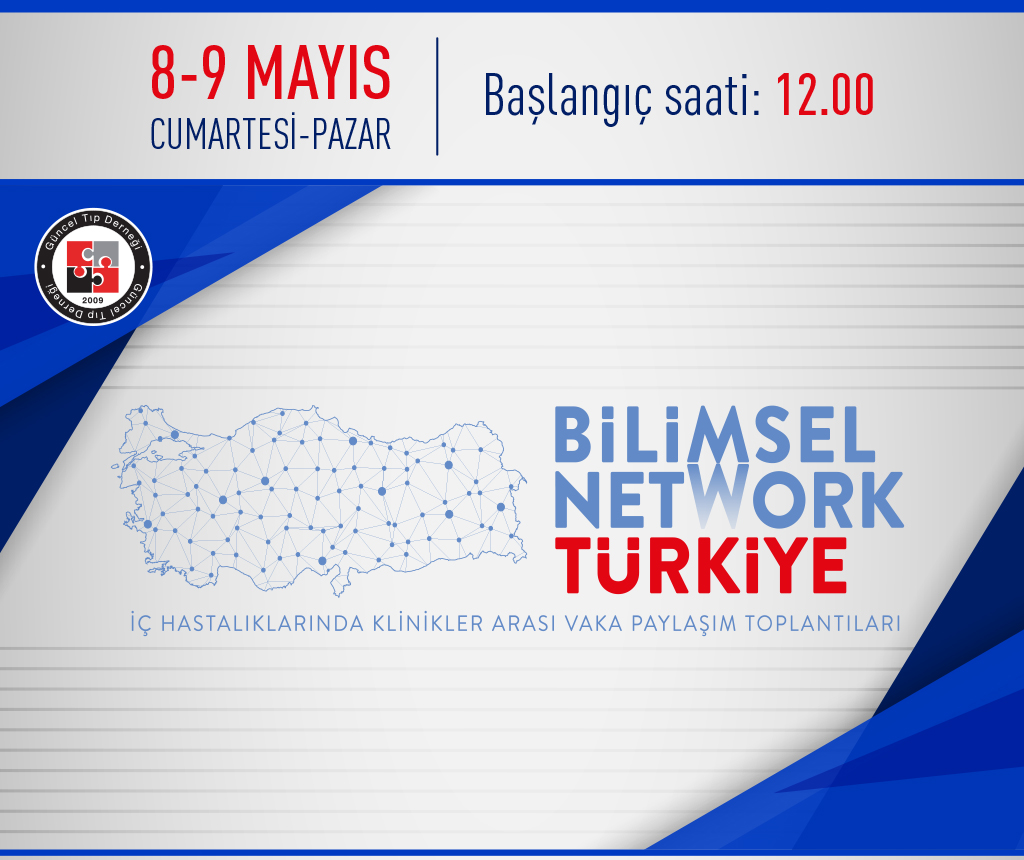 8-9 MAYIS
CUMARTESİ-PAZAR
Başlangıç saati: 12.00
Güncel Tıp Derneği
2009
Güncel Tıp Derneği
BİLİMSEL
NETWORK
TÜRKİYE
İÇ HASTALIKLARINDA KLİNİKLER ARASI VAKA PAYLAŞIM TOPLANTILARI